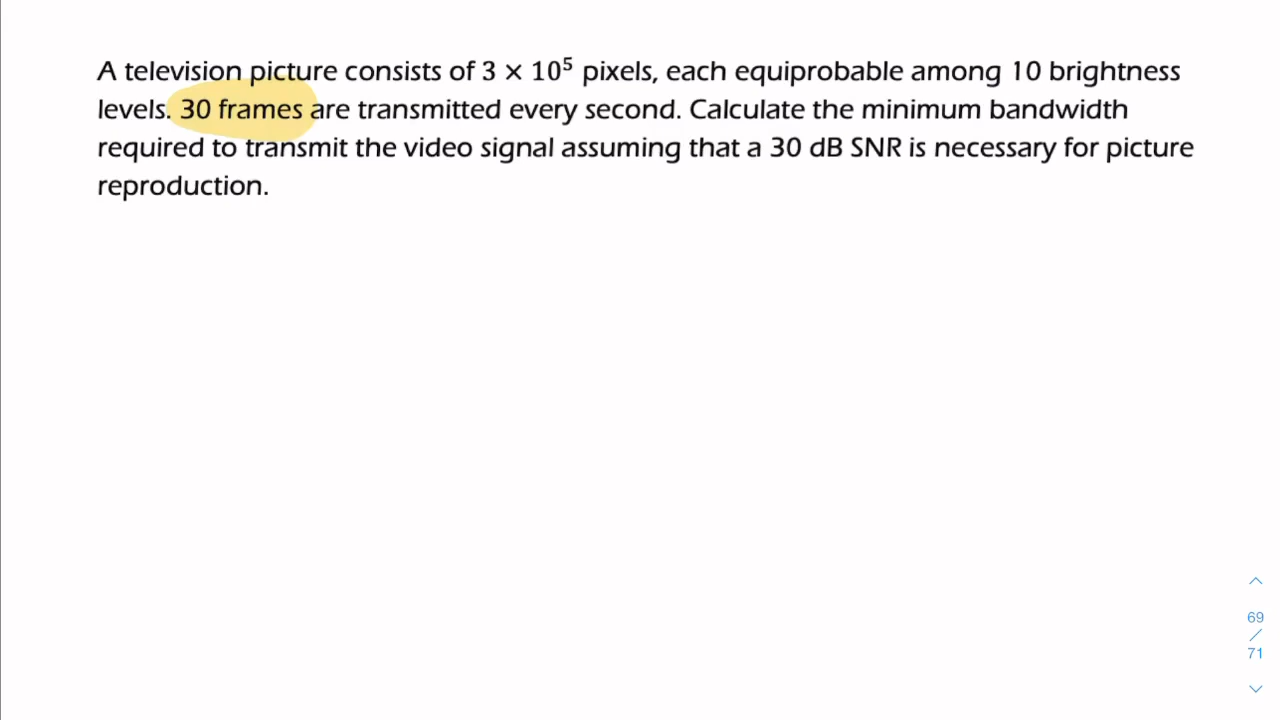 A television picture consists of 3 × 10⁵ pixels, each equiprobable among 10 brightness
levels. 30 frames are transmitted every second. Calculate the minimum bandwidth
required to transmit the video signal assuming that a 30 dB SNR is necessary for picture
reproduction.
69
/
71